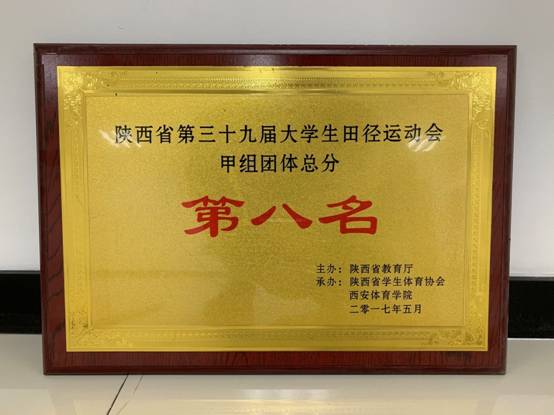 陕西省第三十九届大学生田径运动会
甲组团体总分
第八名
主办：陕西省教育厅
承办：陕西省学生体育协会
西安体育学院
二零一七年五月